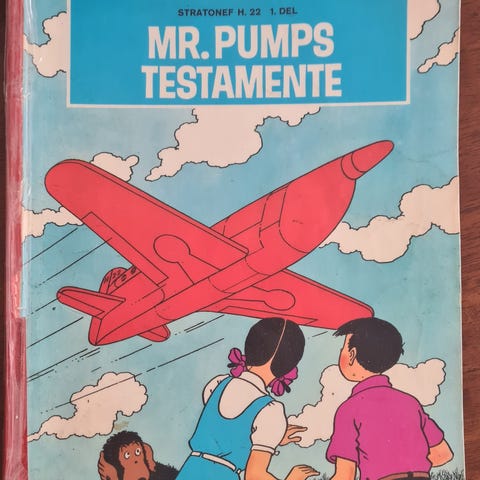 STRATONEF H. 22 1. DEL
MR. PUMPS
TESTAMENTE